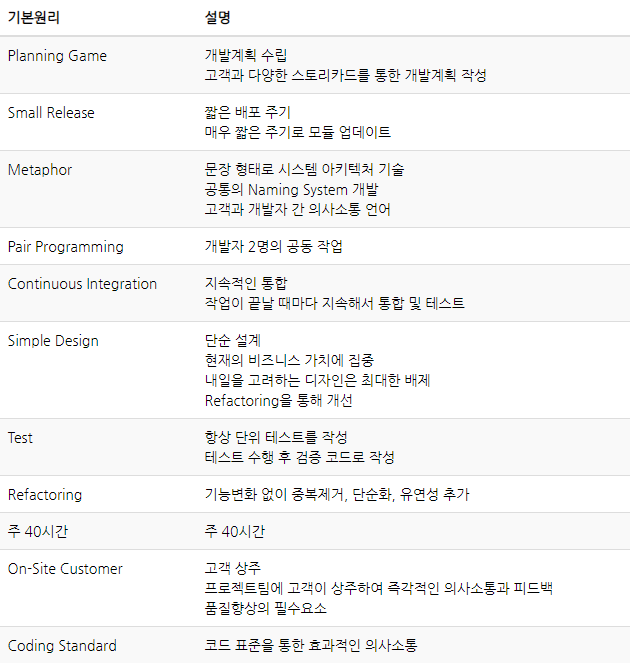 기본원리 설명
Planning Game 개발계획 수립
고객과 다양한 스토리카드를 통한 개발계획 작성
Small Release 짧은 배포 주기
매우 짧은 주기로 모듈 업데이트
Metaphor 문장 형태로 시스템 아키텍처 기술
공통의 Naming System 개발
고객과 개발자 간 의사소통 언어
Pair Programming 개발자 2명의 공동 작업
Continuous Integration 지속적인 통합
작업이 끝날 때마다 지속해서 통합 및 테스트
Simple Design 단순 설계
현재의 비즈니스 가치에 집중
내일을 고려하는 디자인은 최대한 배제
Refactoring을 통해 개선
Test 항상 단위 테스트를 작성
테스트 수행 후 검증 코드로 작성
Refactoring 기능변화 없이 중복제거, 단순화, 유연성 추가
주 40시간 주 40시간
On-Site Customer 고객 상주
프로젝트팀에 고객이 상주하여 즉각적인 의사소통과 피드백
품질향상의 필수요소
Coding Standard 코드 표준을 통한 효과적인 의사소통